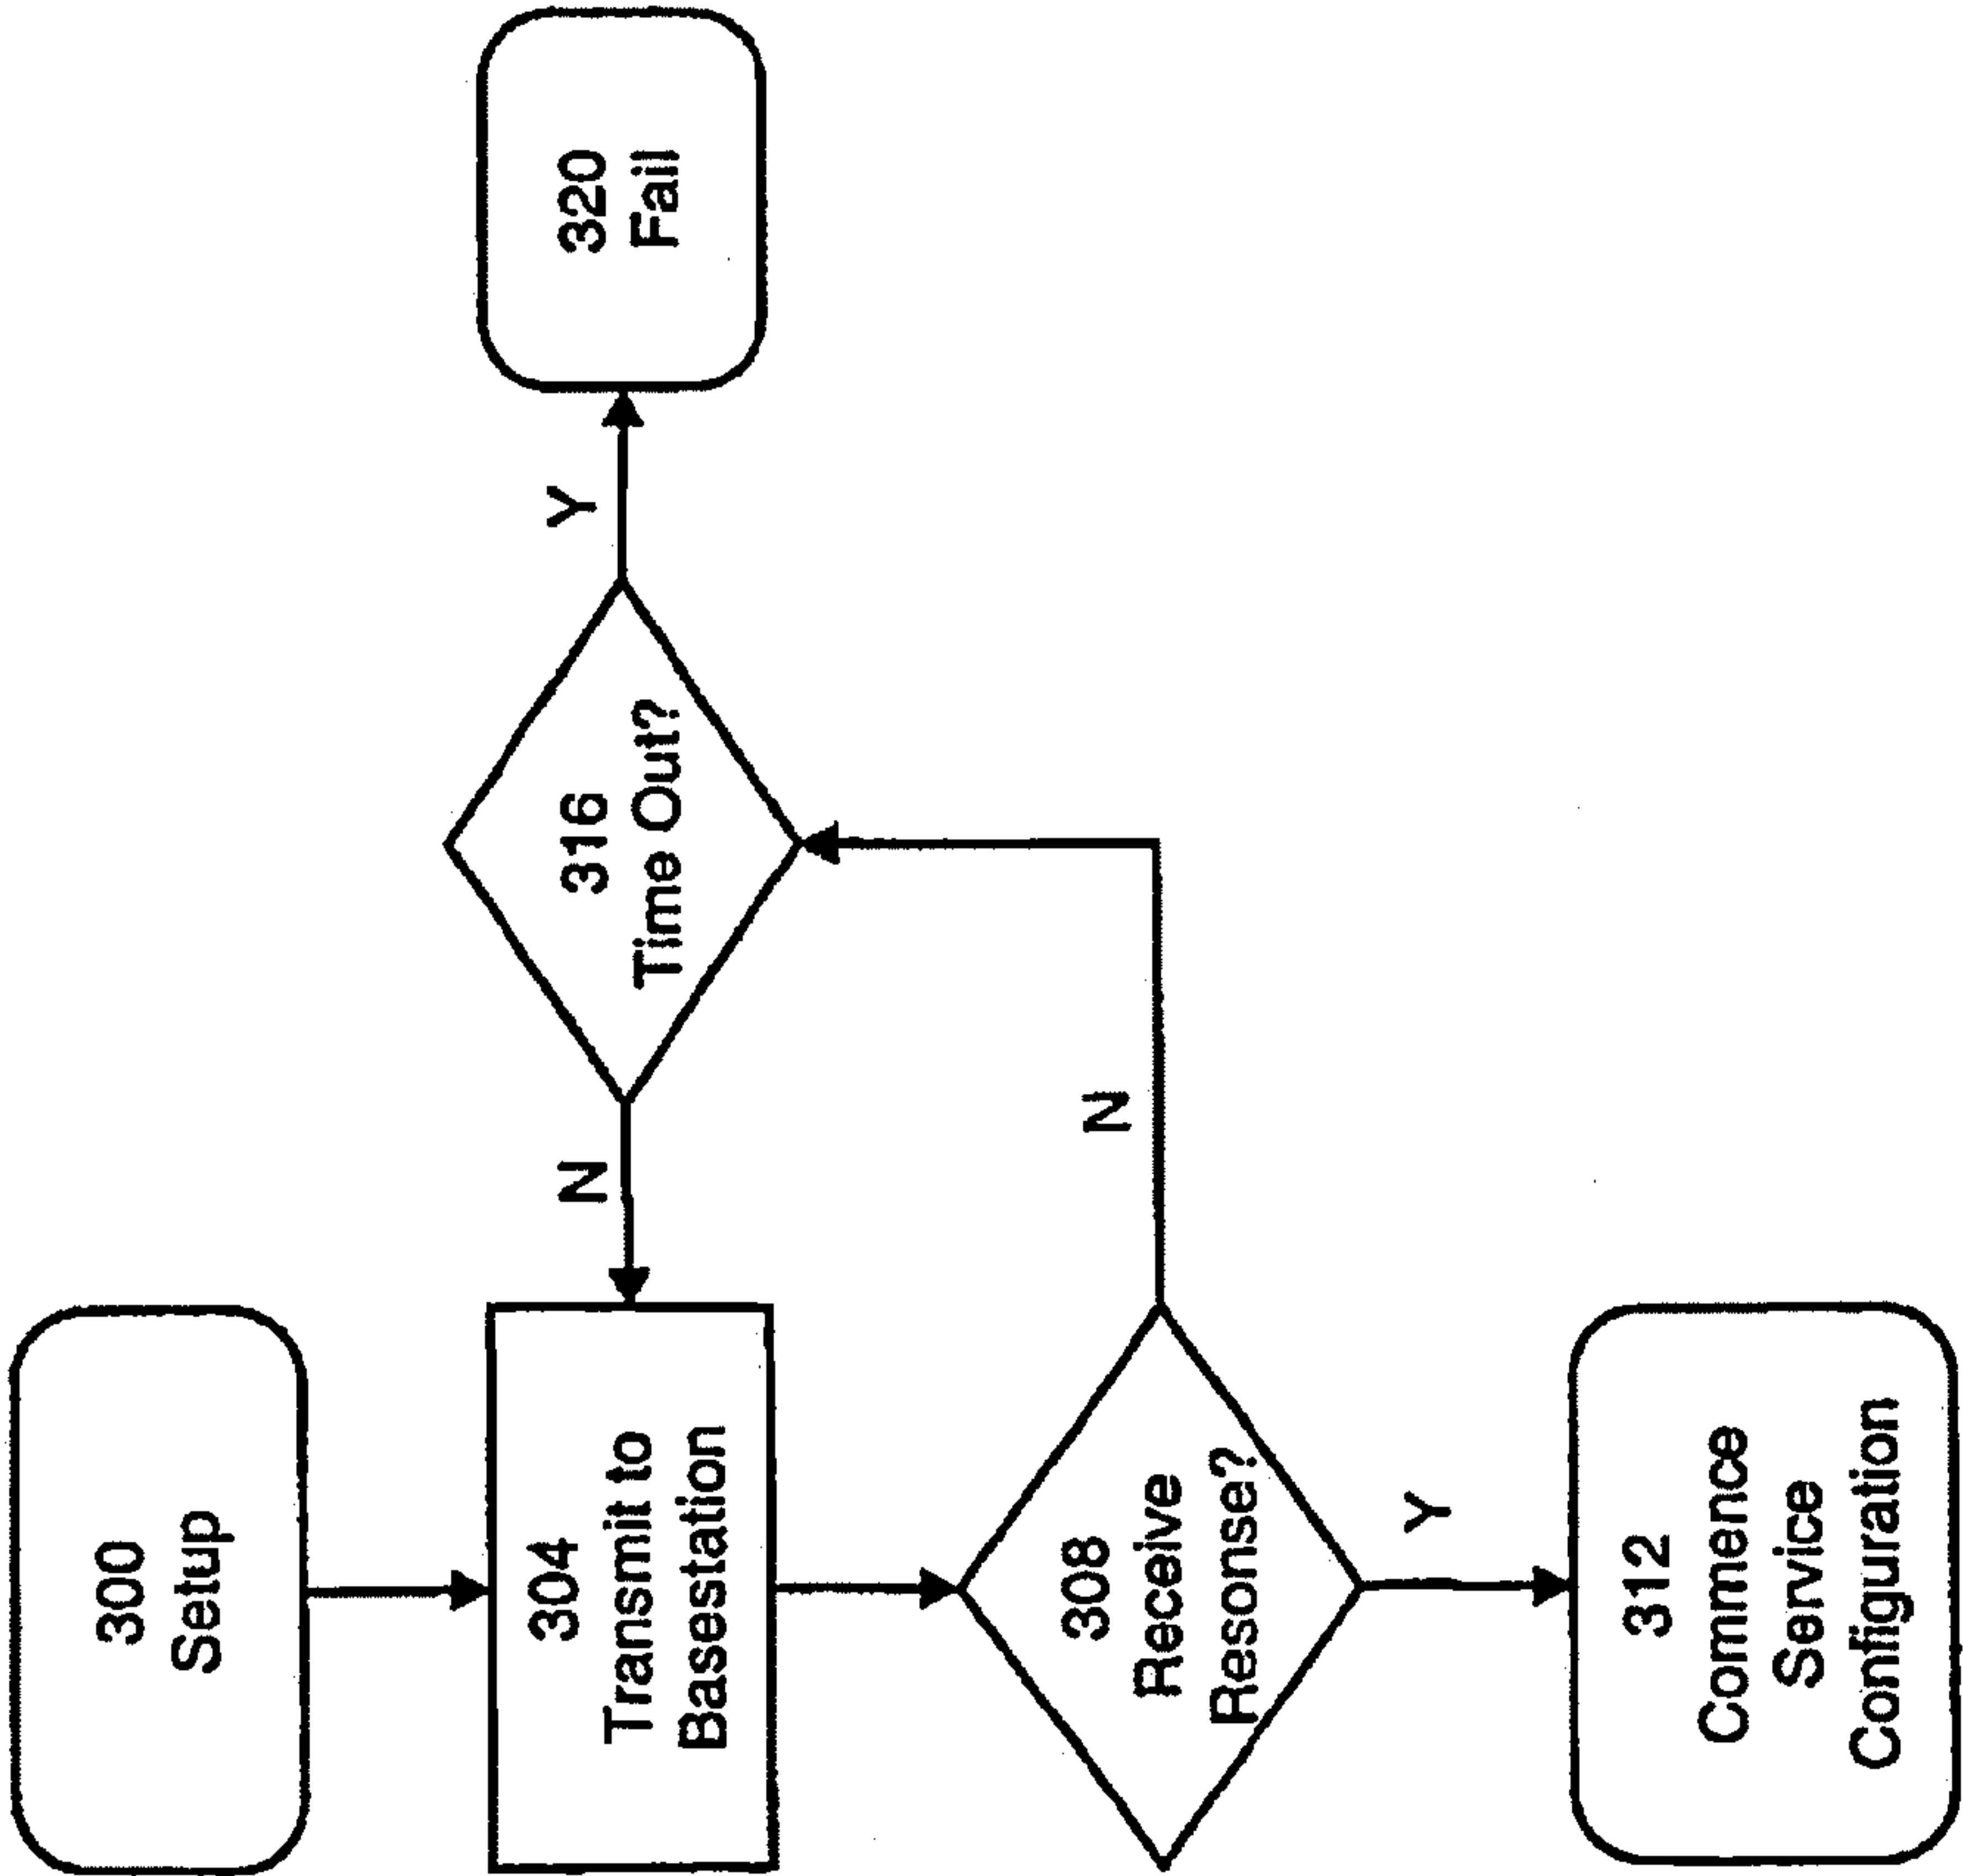 300
Setup
304
Transmit to
Basestation
N
316
Time Out?
Y
320
Fail
308
Receive
Resonse?
N
Y
312
Commence
Service
Configuration